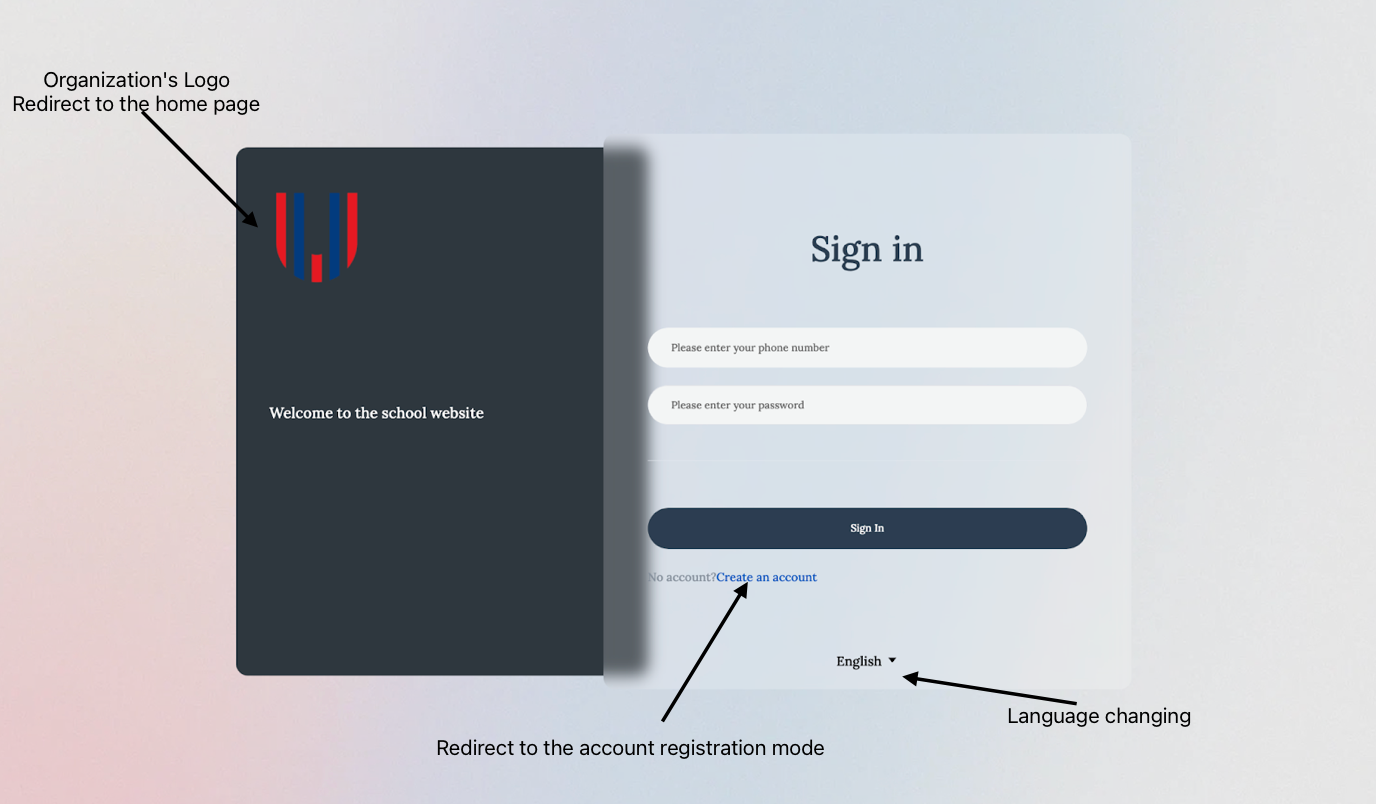 Organization's Logo
Redirect to the home page
Sign in
Please enter your phone number
Welcome to the school website
Please enter your password
Sign In
No account?Create an account
English
Language changing
Redirect to the account registration mode